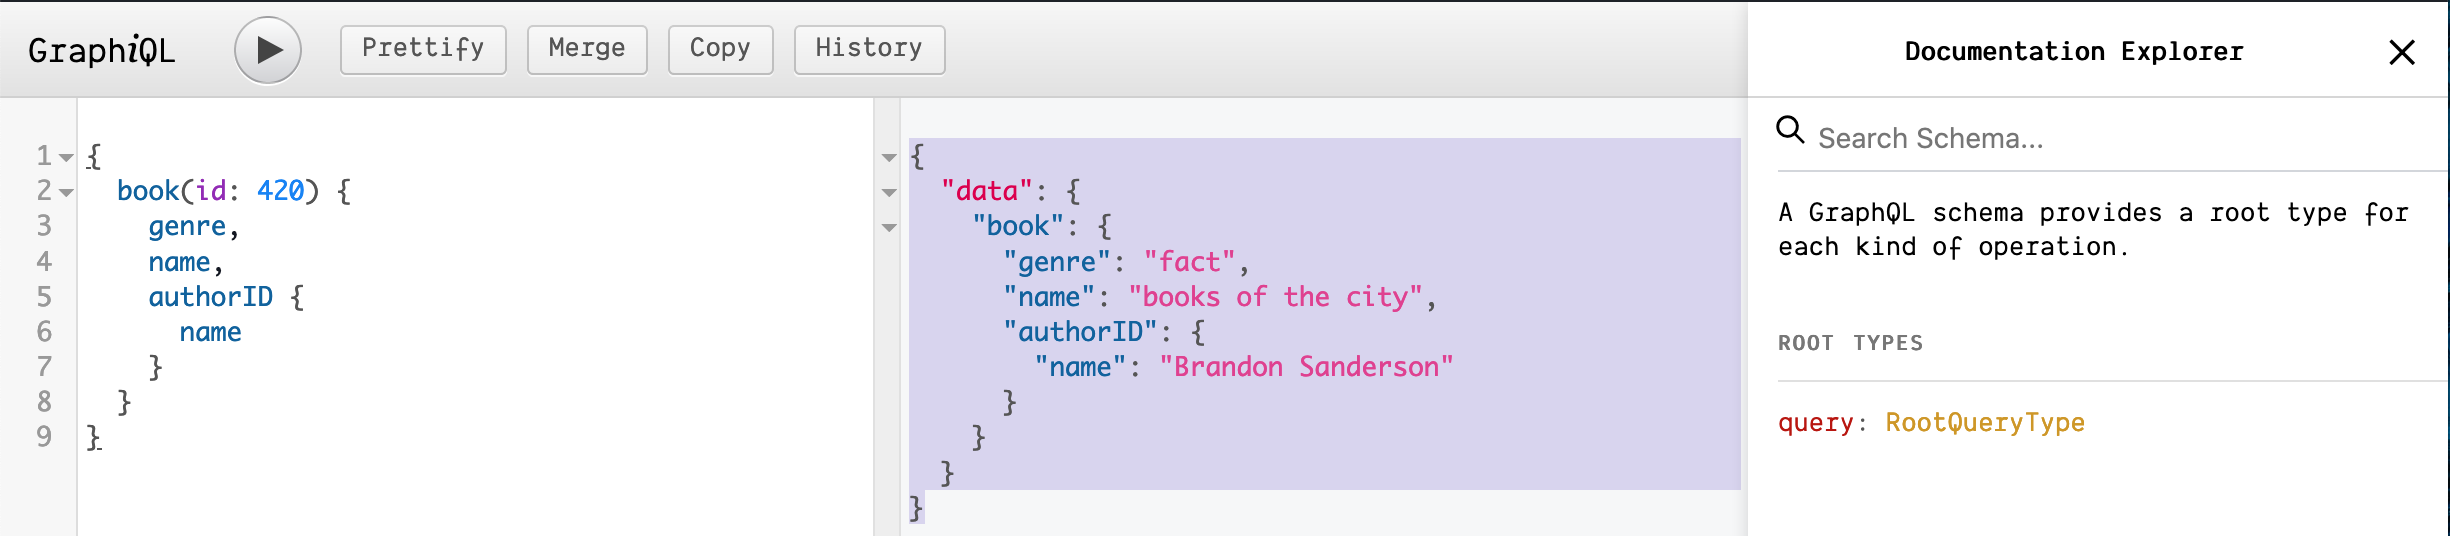 GraphiQL Prettify Merge Copy History
1 {
2 book(id: 420) {
3 genre,
4 name,
5 authorID {
6 name
7 }
8 }
9 }
{
"data": {
"book": {
"genre": "fact",
"name": "books of the city",
"authorID": {
"name": "Brandon Sanderson"
}
}
}
}
Documentation Explorer
Search Schema...
A GraphQL schema provides a root type for
each kind of operation.
ROOT TYPES
query: RootQueryType